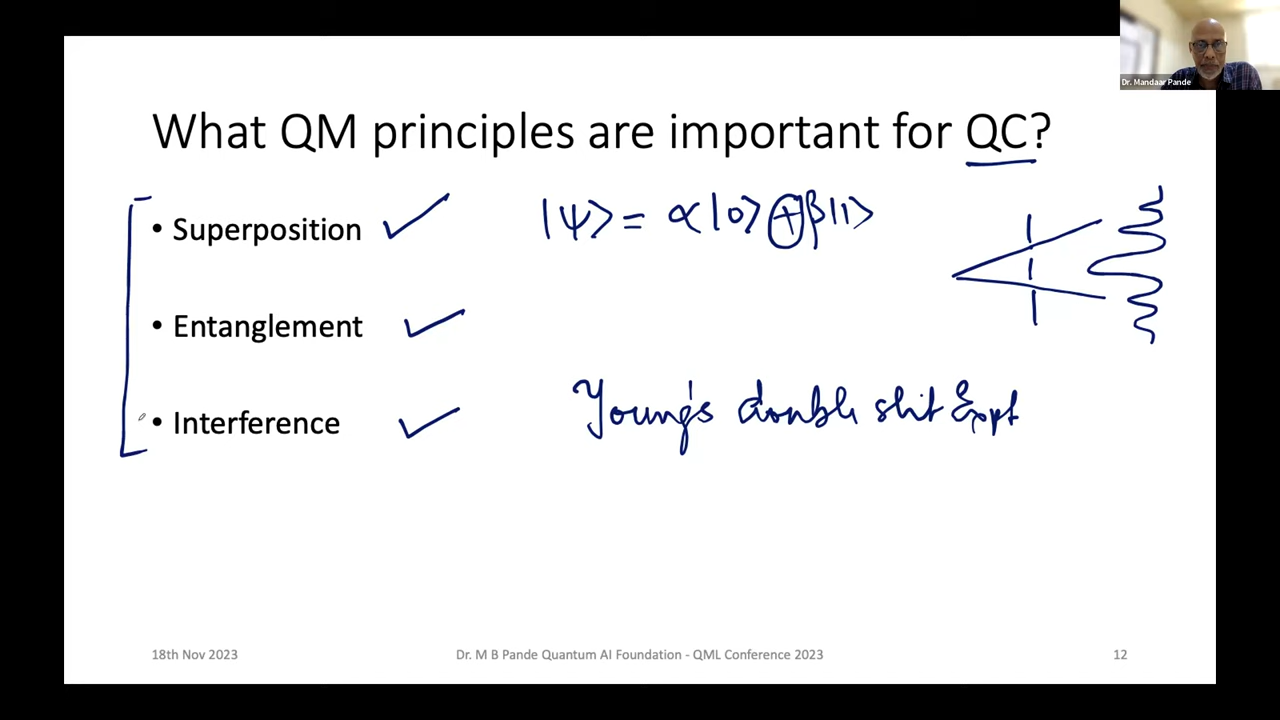 Dr. Mandaar Pande
What QM principles are important for QC?
• Superposition
|ψ⟩ = α|0⟩ + β|1⟩
• Entanglement
• Interference
Young's double slit Expt
18th Nov 2023
Dr. M B Pande Quantum AI Foundation - QML Conference 2023
12